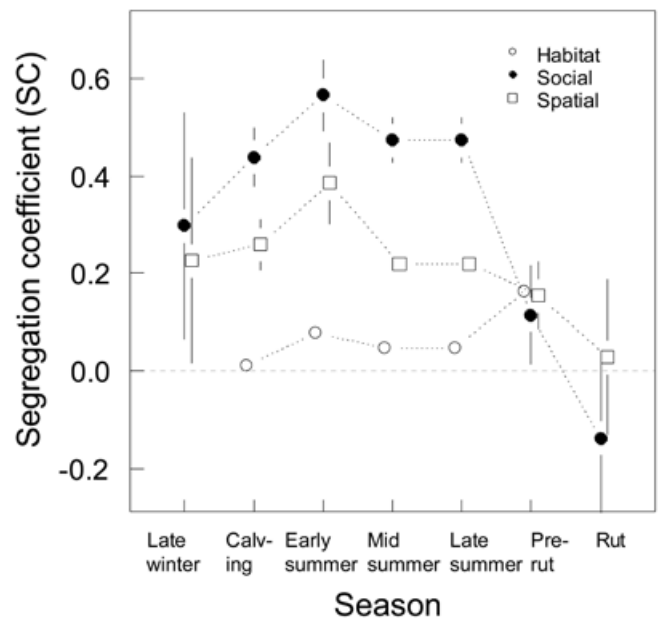 Segregation coefficient (SC)
0.6
0.4
0.2
0.0
-0.2
Habitat
Social
Spatial
Late
winter
Calv-
ing
Early
summer
Mid
summer
Late
summer
Pre-
rut
Rut
Season